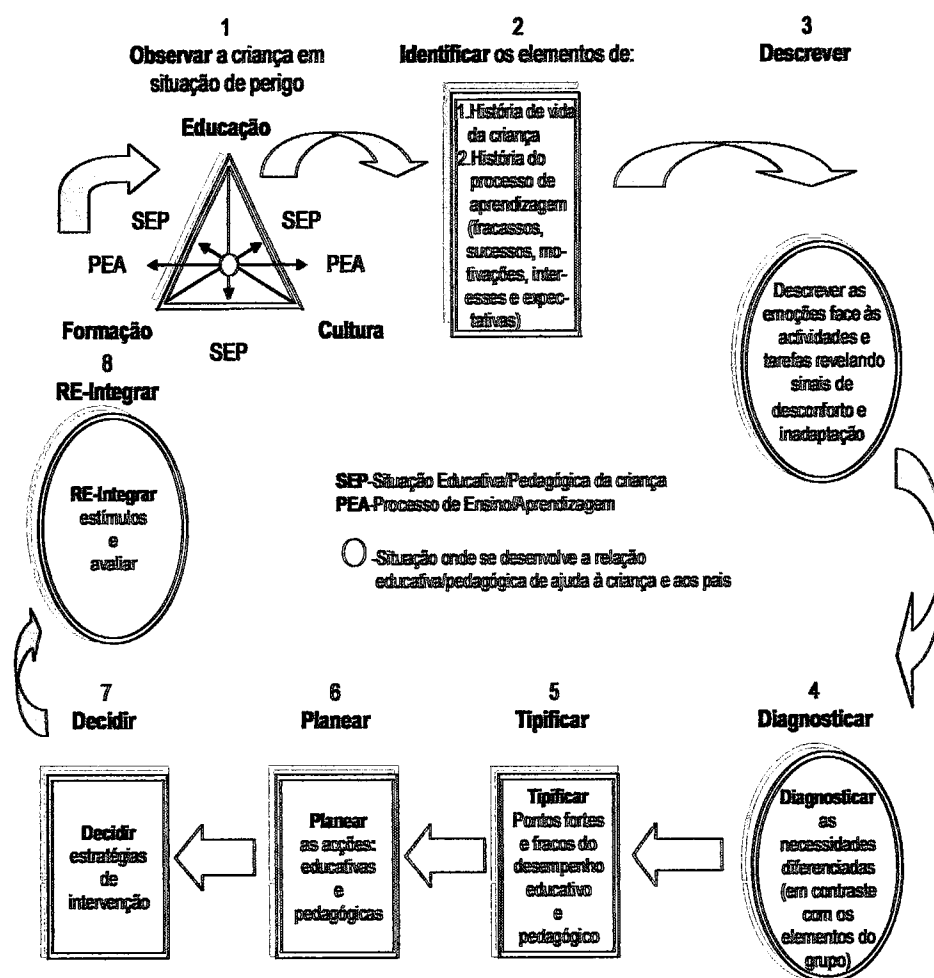 1
Observar a criança em
situação de perigo
Educação
SEP
SEP
PEA
PEA
Formação
Cultura
SEP
2
Identificar os elementos de:
1.História de vida
da criança
2.História do
processo de
aprendizagem
(fracassos,
sucessos, mo-
tivações, inter-
esses e expec-
tativas)
3
Descrever
Descrever as
emoções face às
actividades e
tarefas revelando
sinais de
desconforto e
inadaptação
8
RE-Integrar
RE-Integrar
estímulos
e
avaliar
SEP-Situação Educativa/Pedagógica da criança
PEA-Processo de Ensino/Aprendizagem
-Situação onde se desenvolve a relação
educativa/pedagógica de ajuda à criança e aos pais
7
Decidir
Decidir
estratégias
de
intervenção
6
Planear
Planear
as acções:
educativas
e
pedagógicas
5
Tipificar
Tipificar
Pontos fortes
e fracos do
desempenho
educativo
e
pedagógico
4
Diagnosticar
Diagnosticar
as
necessidades
diferenciadas
(em contraste
com os
elementos do
grupo)